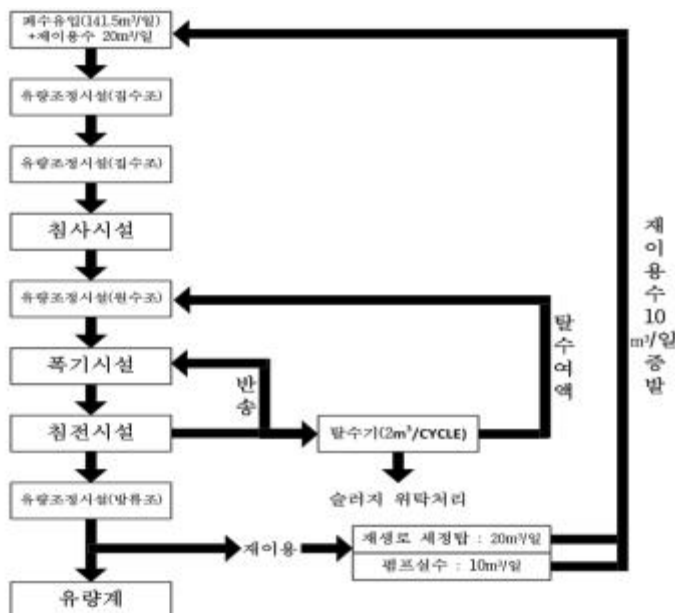 폐수유입(141.5m³/일)
+재이용수 20m³/일
유량조정시설(집수조)
유량조정시설(집수조)
침사시설
유량조정시설(원수조)
폭기시설
침전시설
유량조정시설(방류조)
유량계
반송
탈수기(2m³/CYCLE)
슬러지 위탁처리
탈수여액
재이용
재생로 세정탑 : 20m³/일
펌프실수 : 10m³/일
재이용수 10 m³/일 증발